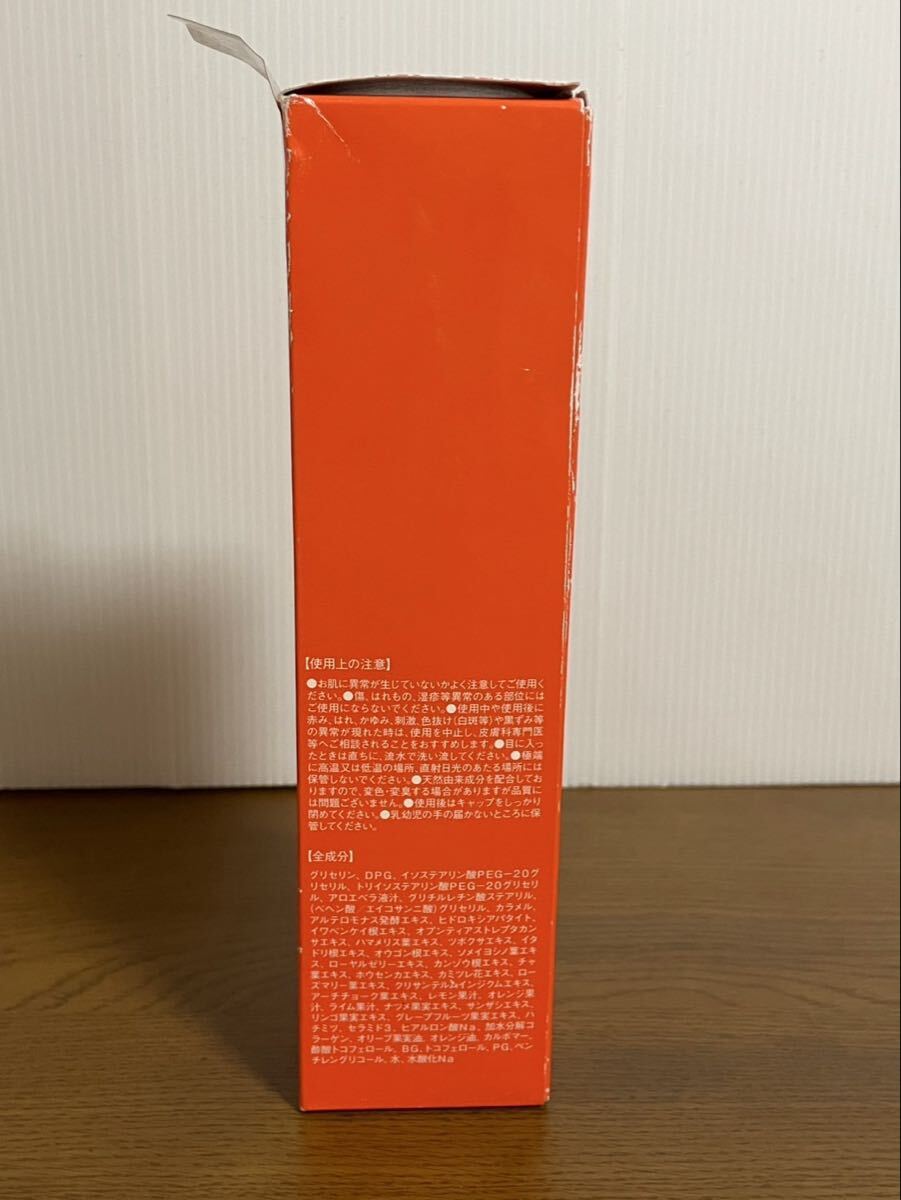 【使用上の注意】
●お肌に異常が生じていないかよく注意してご使用く
ださい。●傷、はれもの、湿疹等異常のある部位には
ご使用にならないでください。●使用中や使用後に
赤み、はれ、かゆみ、刺激、色抜け(白斑等)や黒ずみ等
の異常が現れた時は、使用を中止し、皮膚科専門医
等へご相談されることをおすすめします。●目に入っ
たときは直ちに、流水で洗い流してください。●極端
に高温又は低温の場所、直射日光のあたる場所には
保管しないでください。●天然由来成分を配合してお
りますので、変色・変臭する場合がありますが品質に
は問題ございません。●使用後はキャップをしっかり
閉めてください。●乳幼児の手の届かないところに保
管してください。
【全成分】
グリセリン、DPG、イソステアリン酸PEG-20グ
リセリル、トリイソステアリン酸PEG-20グリセリ
ル、アロエベラ液汁、グリチルレチン酸ステアリル、
(ベヘン酸/エイコサン二酸)グリセリル、カラメル、
アルテロモナス発酵エキス、ヒドロキシアパタイト、
イワベンケイ根エキス、オプンティアストレプタカン
サエキス、ハマメリス葉エキス、ツボクサエキス、イタ
ドリ根エキス、オウゴン根エキス、ソメイヨシノ葉エキ
ス、ローヤルゼリーエキス、カンゾウ根エキス、チャ
葉エキス、ホウセンカエキス、カミツレ花エキス、ロー
ズマリー葉エキス、クリサンテルムインジクムエキス、
アーチチョーク葉エキス、レモン果汁、オレンジ果
汁、ライム果汁、ナツメ果実エキス、サンザシエキス、
リンゴ果実エキス、グレープフルーツ果実エキス、ハ
チミツ、セラミド3、ヒアルロン酸Na、加水分解コ
ラーゲン、オリーブ果実油、オレンジ油、カルボマー、
酢酸トコフェロール、BG、トコフェロール、PG、ペン
チレングリコール、水、水酸化Na